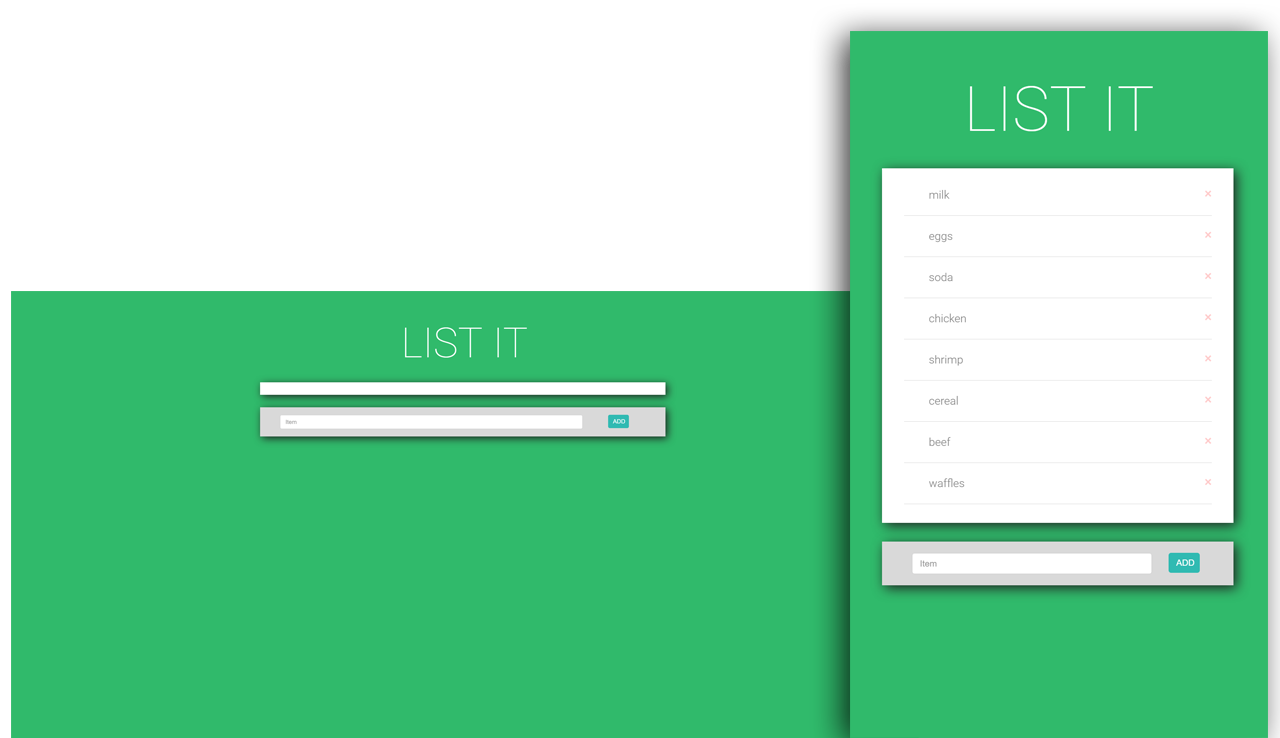 LIST IT
Item
ADD
LIST IT
milk ×
eggs ×
soda ×
chicken ×
shrimp ×
cereal ×
beef ×
waffles ×
Item
ADD